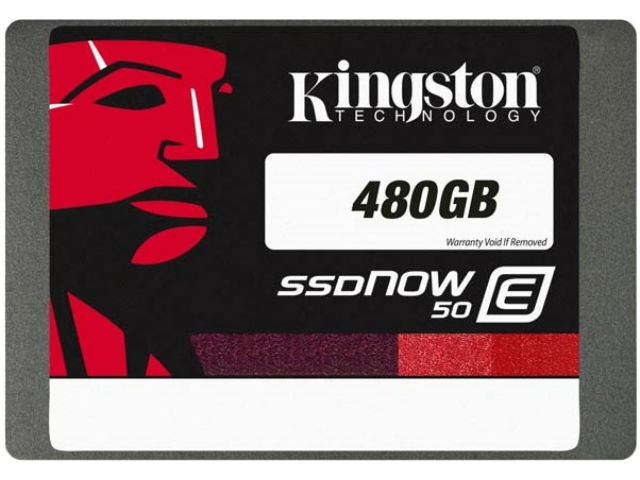 Kingston®
TECHNOLOGY
480GB
Warranty Void If Removed
SSDNOW
50 E